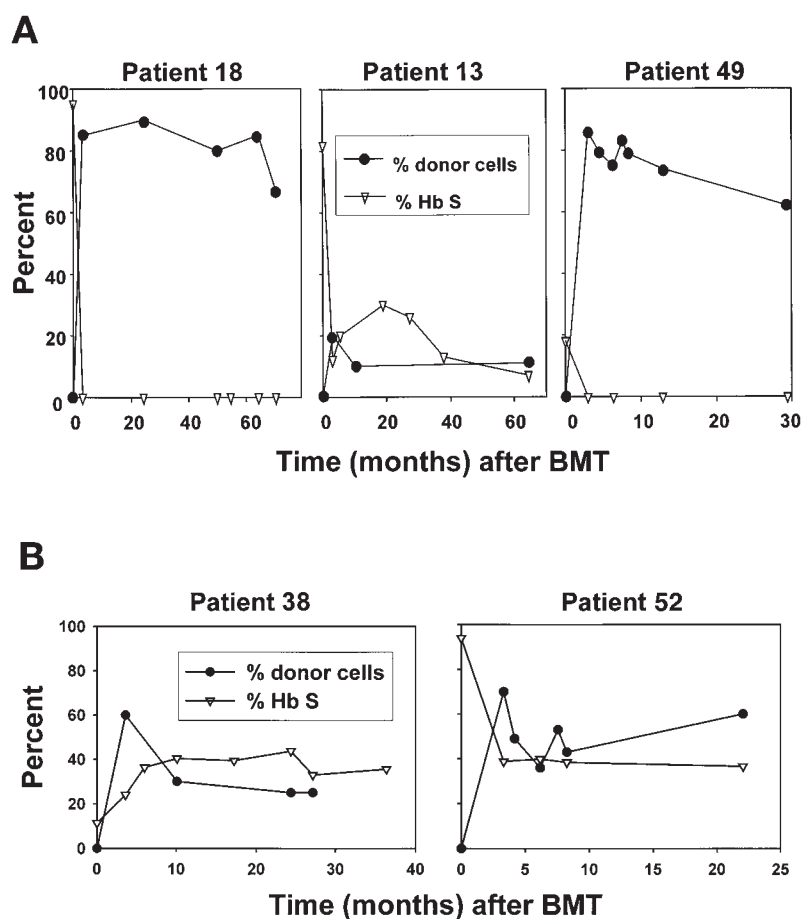 A
Patient 18
Patient 13
Patient 49
Percent
100
80
60
40
20
0
% donor cells
% Hb S
0 20 40 60
0 20 40 60
0 10 20 30
Time (months) after BMT
B
Patient 38
Patient 52
Percent
100
80
60
40
20
0
% donor cells
% Hb S
0 10 20 30 40
0 5 10 15 20 25
Time (months) after BMT